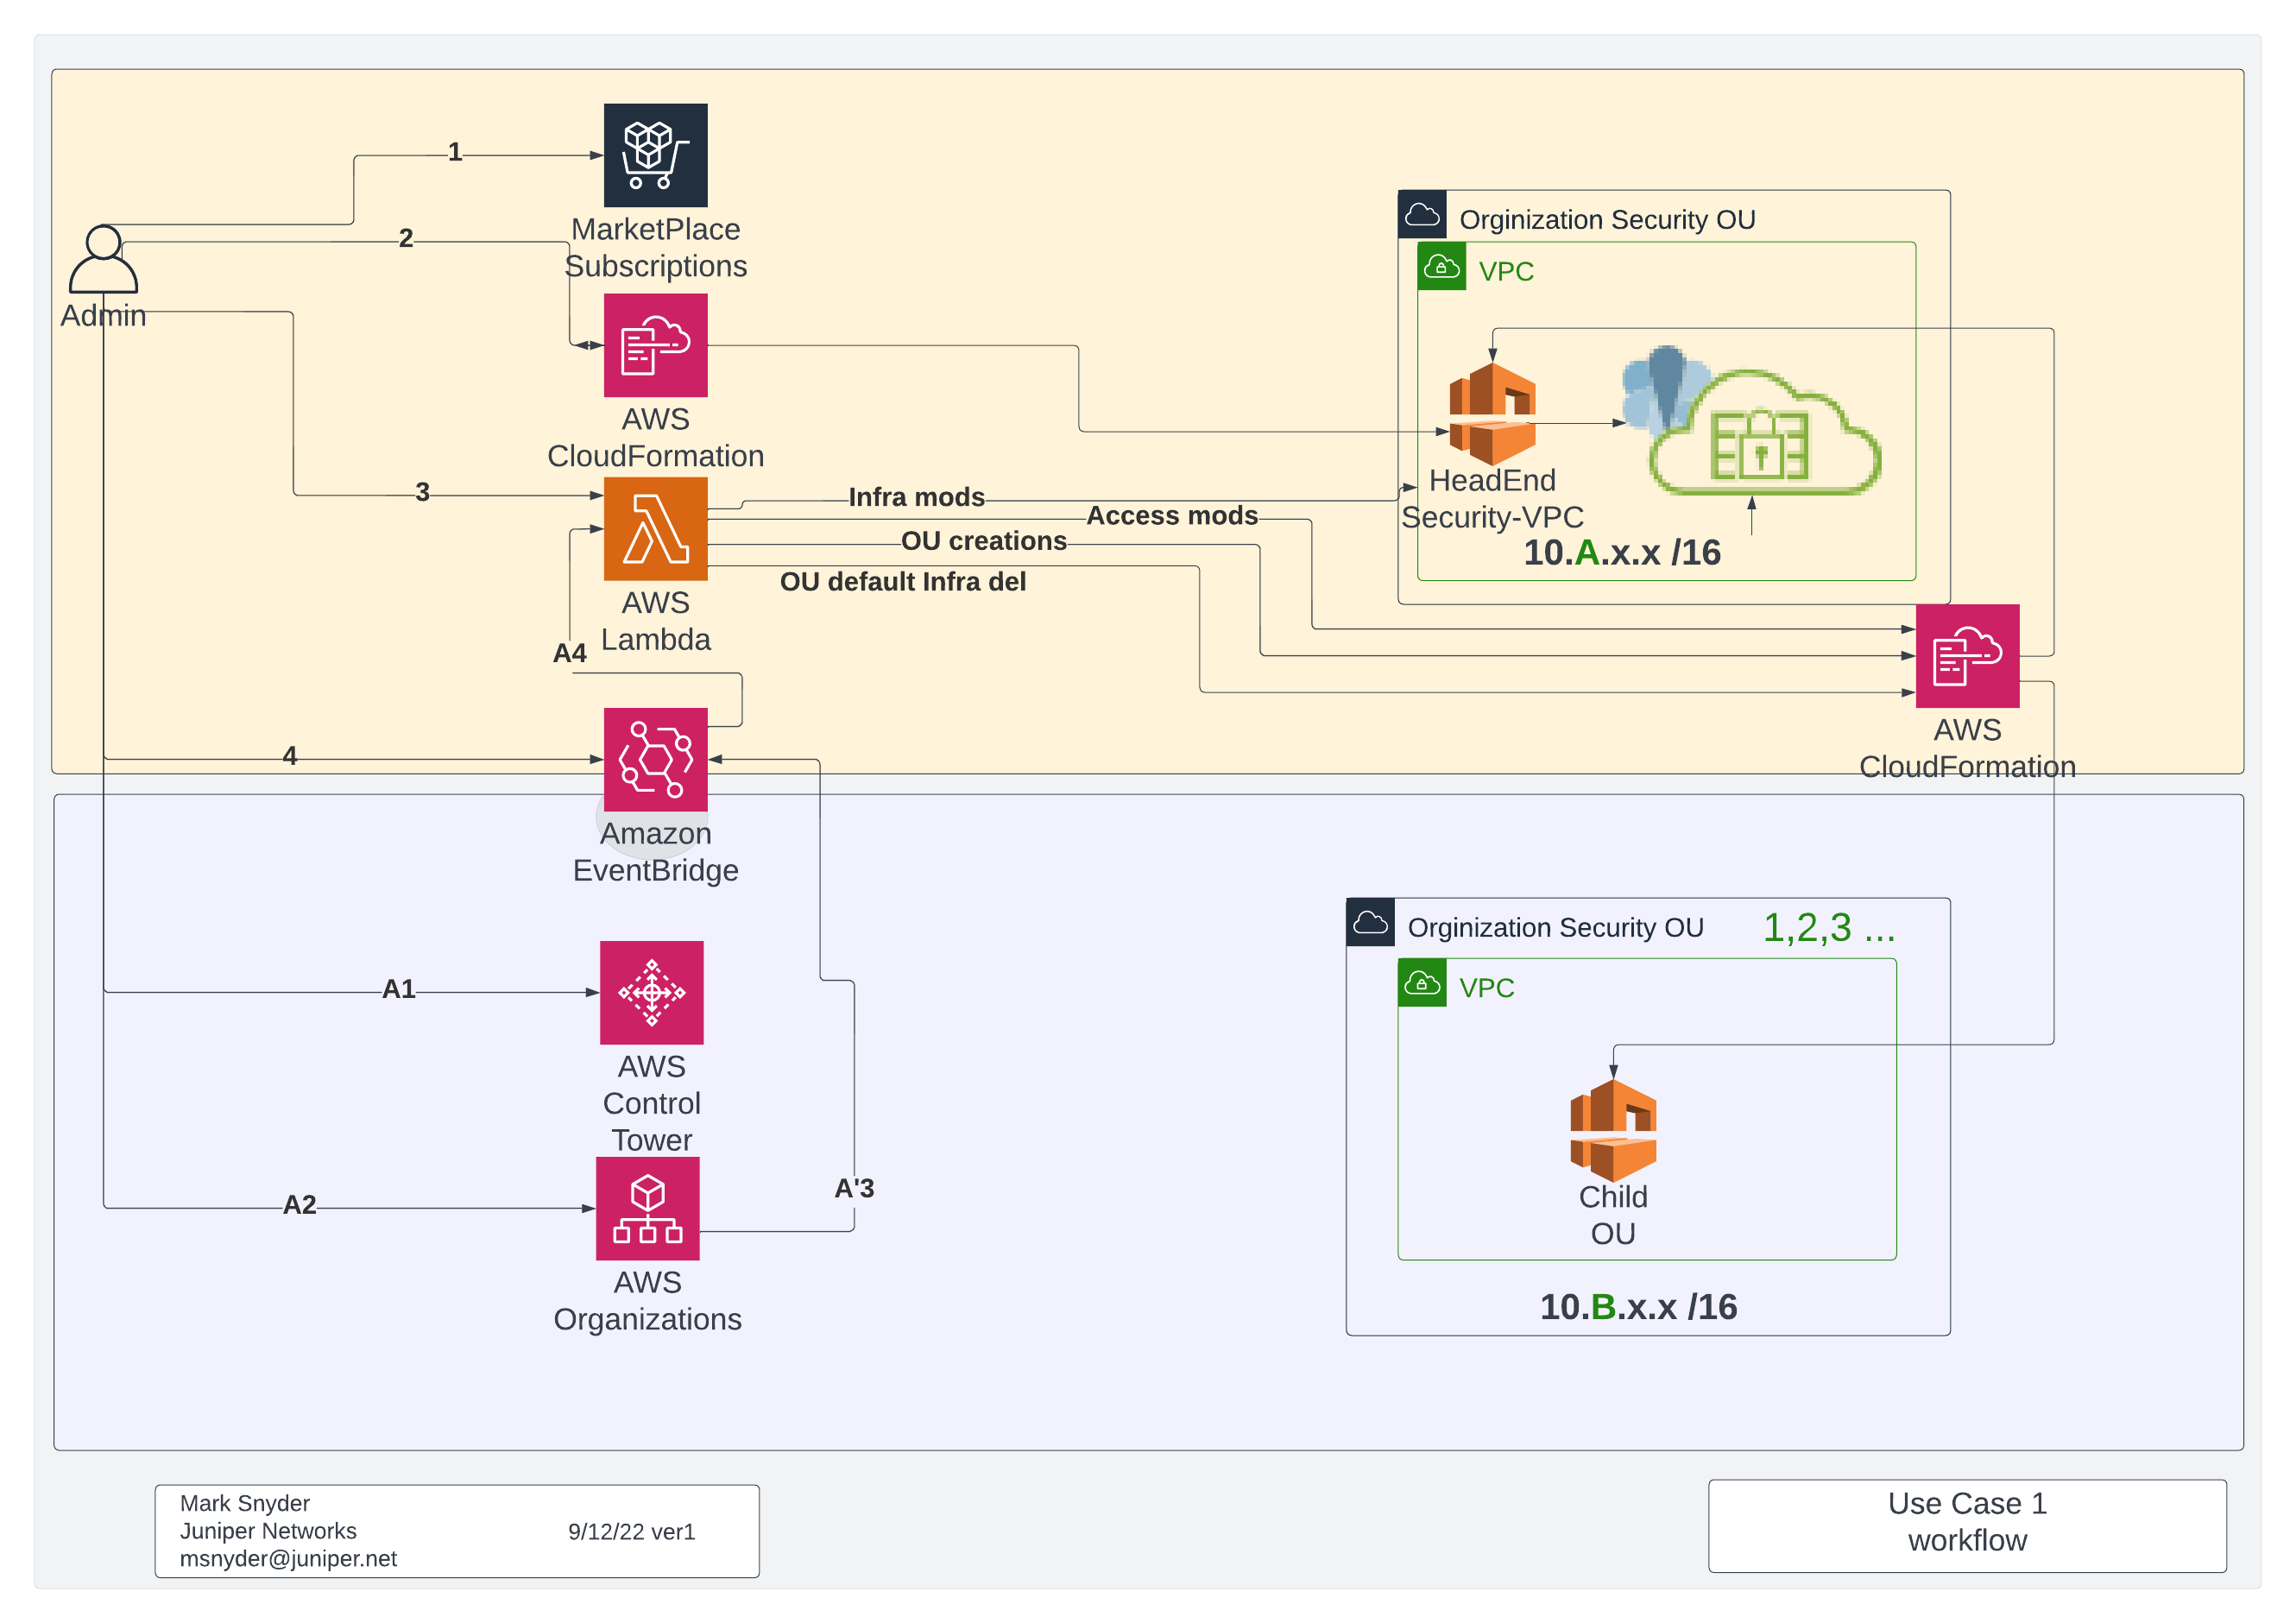 1
MarketPlace
Subscriptions
2
Admin
AWS
CloudFormation
3
AWS
Lambda
Infra mods
Access mods
OU creations
OU default Infra del
A4
4
Amazon
EventBridge
Orginization Security OU
VPC
HeadEnd
Security-VPC
10.A.x.x /16
AWS
CloudFormation
A1
AWS
Control
Tower
A2
A'3
AWS
Organizations
Orginization Security OU
1,2,3 ...
VPC
Child
OU
10.B.x.x /16
Mark Snyder
Juniper Networks
msnyder@juniper.net
9/12/22 ver1
Use Case 1
workflow